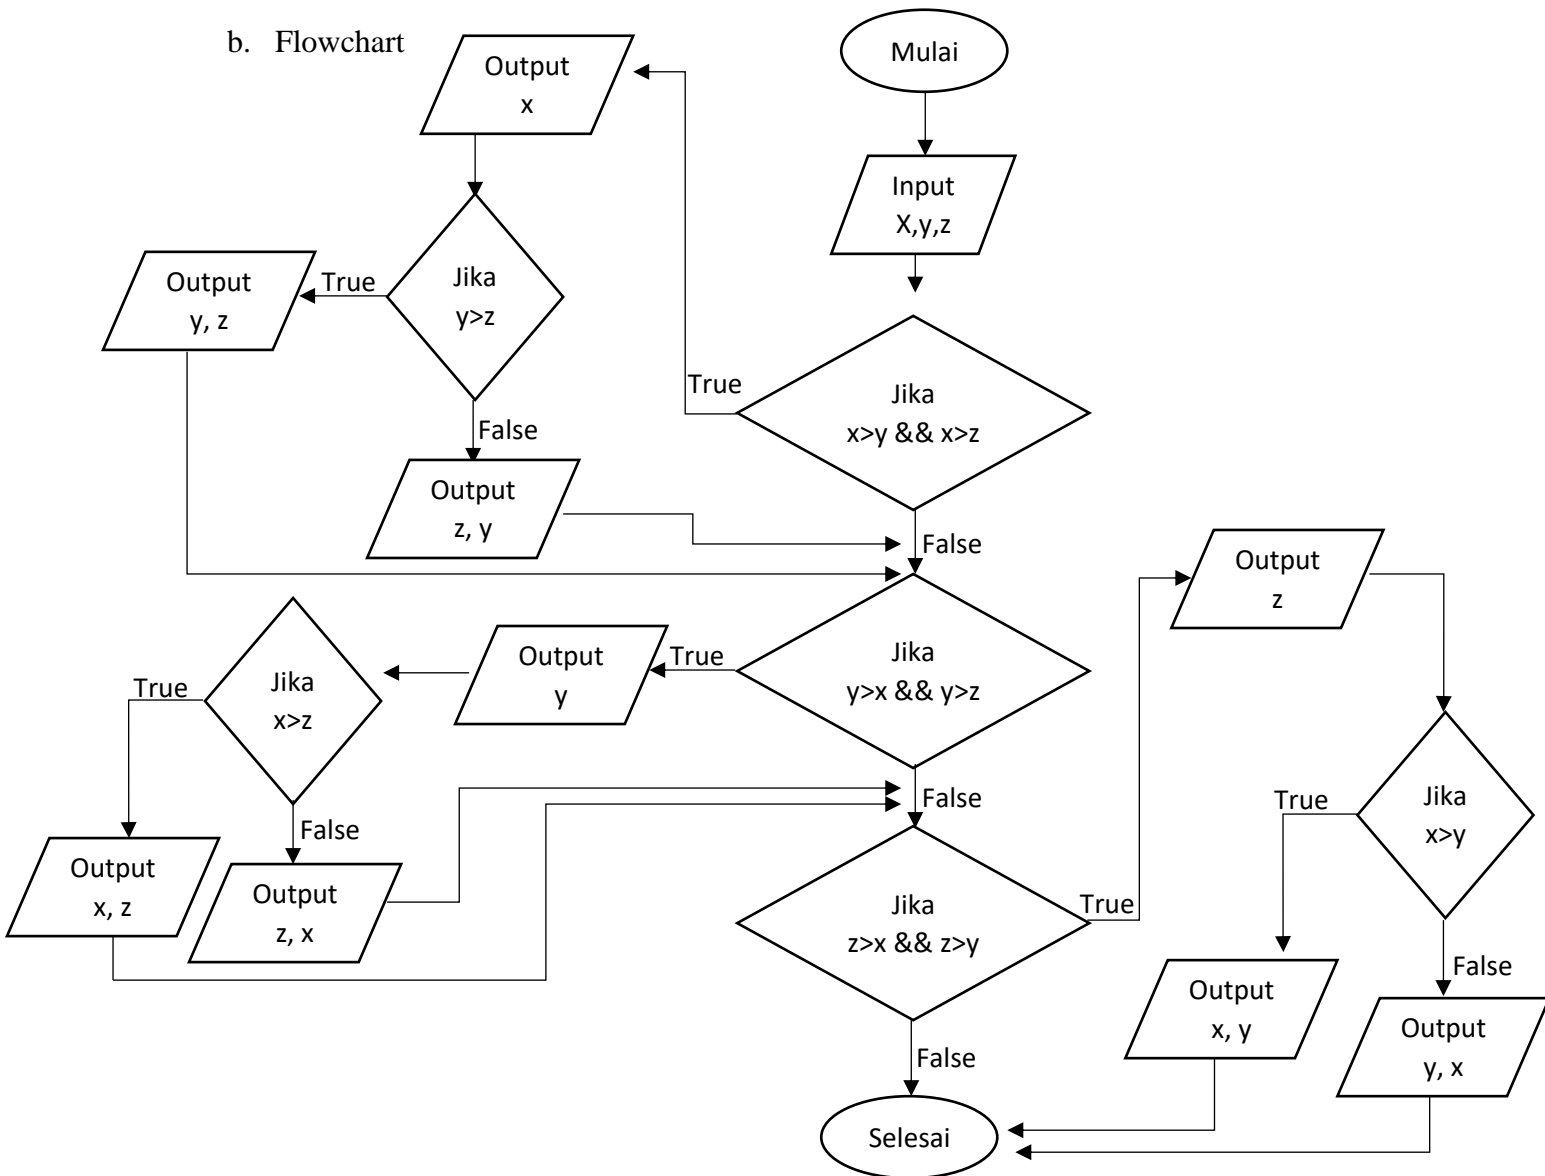 b. Flowchart
Mulai
Input
X,y,z
Jika
x>y && x>z
True
Output
x
Jika
y>z
True
Output
y, z
False
Output
z, y
False
Jika
y>x && y>z
True
Output
y
Jika
x>z
True
Output
x, z
False
Output
z, x
False
Jika
z>x && z>y
True
Output
z
Jika
x>y
True
Output
x, y
False
Output
y, x
False
Selesai